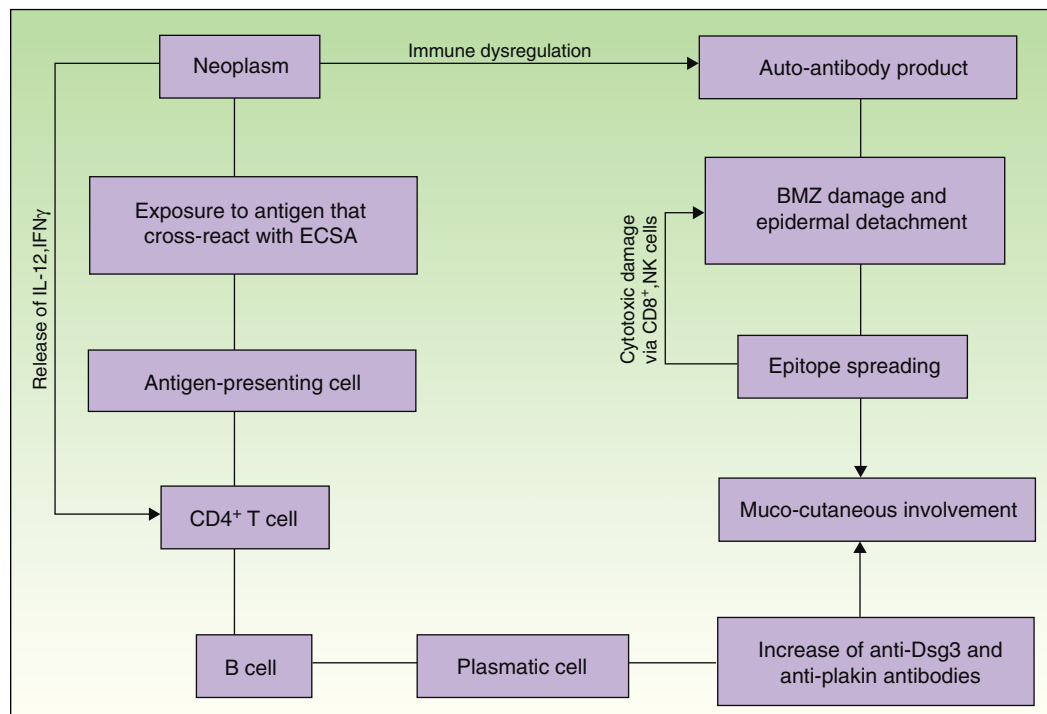 Neoplasm
Immune dysregulation
Auto-antibody product
Release of IL-12,IFNγ
Exposure to antigen that
cross-react with ECSA
BMZ damage and
epidermal detachment
Cytotoxic damage
via CD8⁺,NK cells
Antigen-presenting cell
Epitope spreading
CD4⁺ T cell
Muco-cutaneous involvement
B cell
Plasmatic cell
Increase of anti-Dsg3 and
anti-plakin antibodies